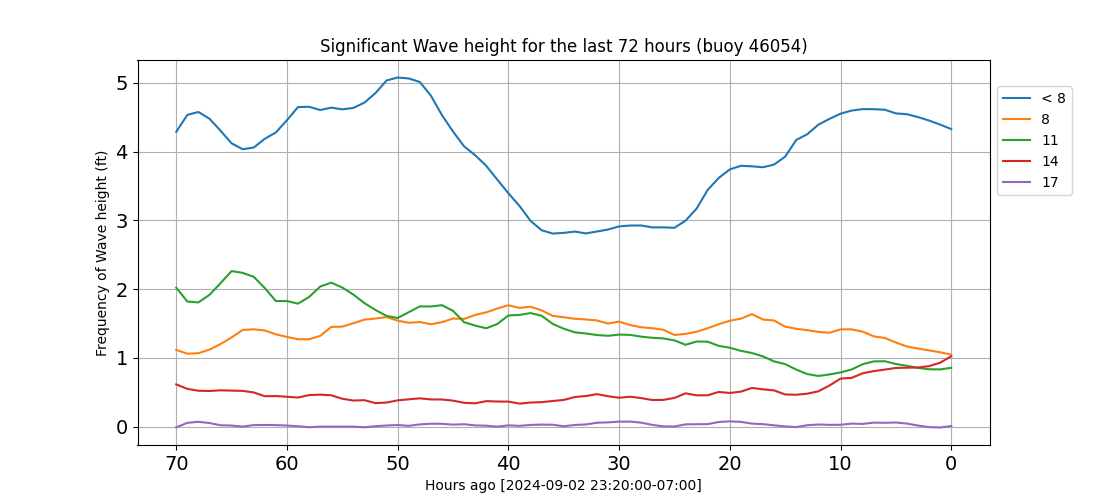 Significant Wave height for the last 72 hours (buoy 46054)
Frequency of Wave height (ft)
5
4
3
2
1
0
70 60 50 40 30 20 10 0
Hours ago [2024-09-02 23:20:00-07:00]
< 8
8
11
14
17